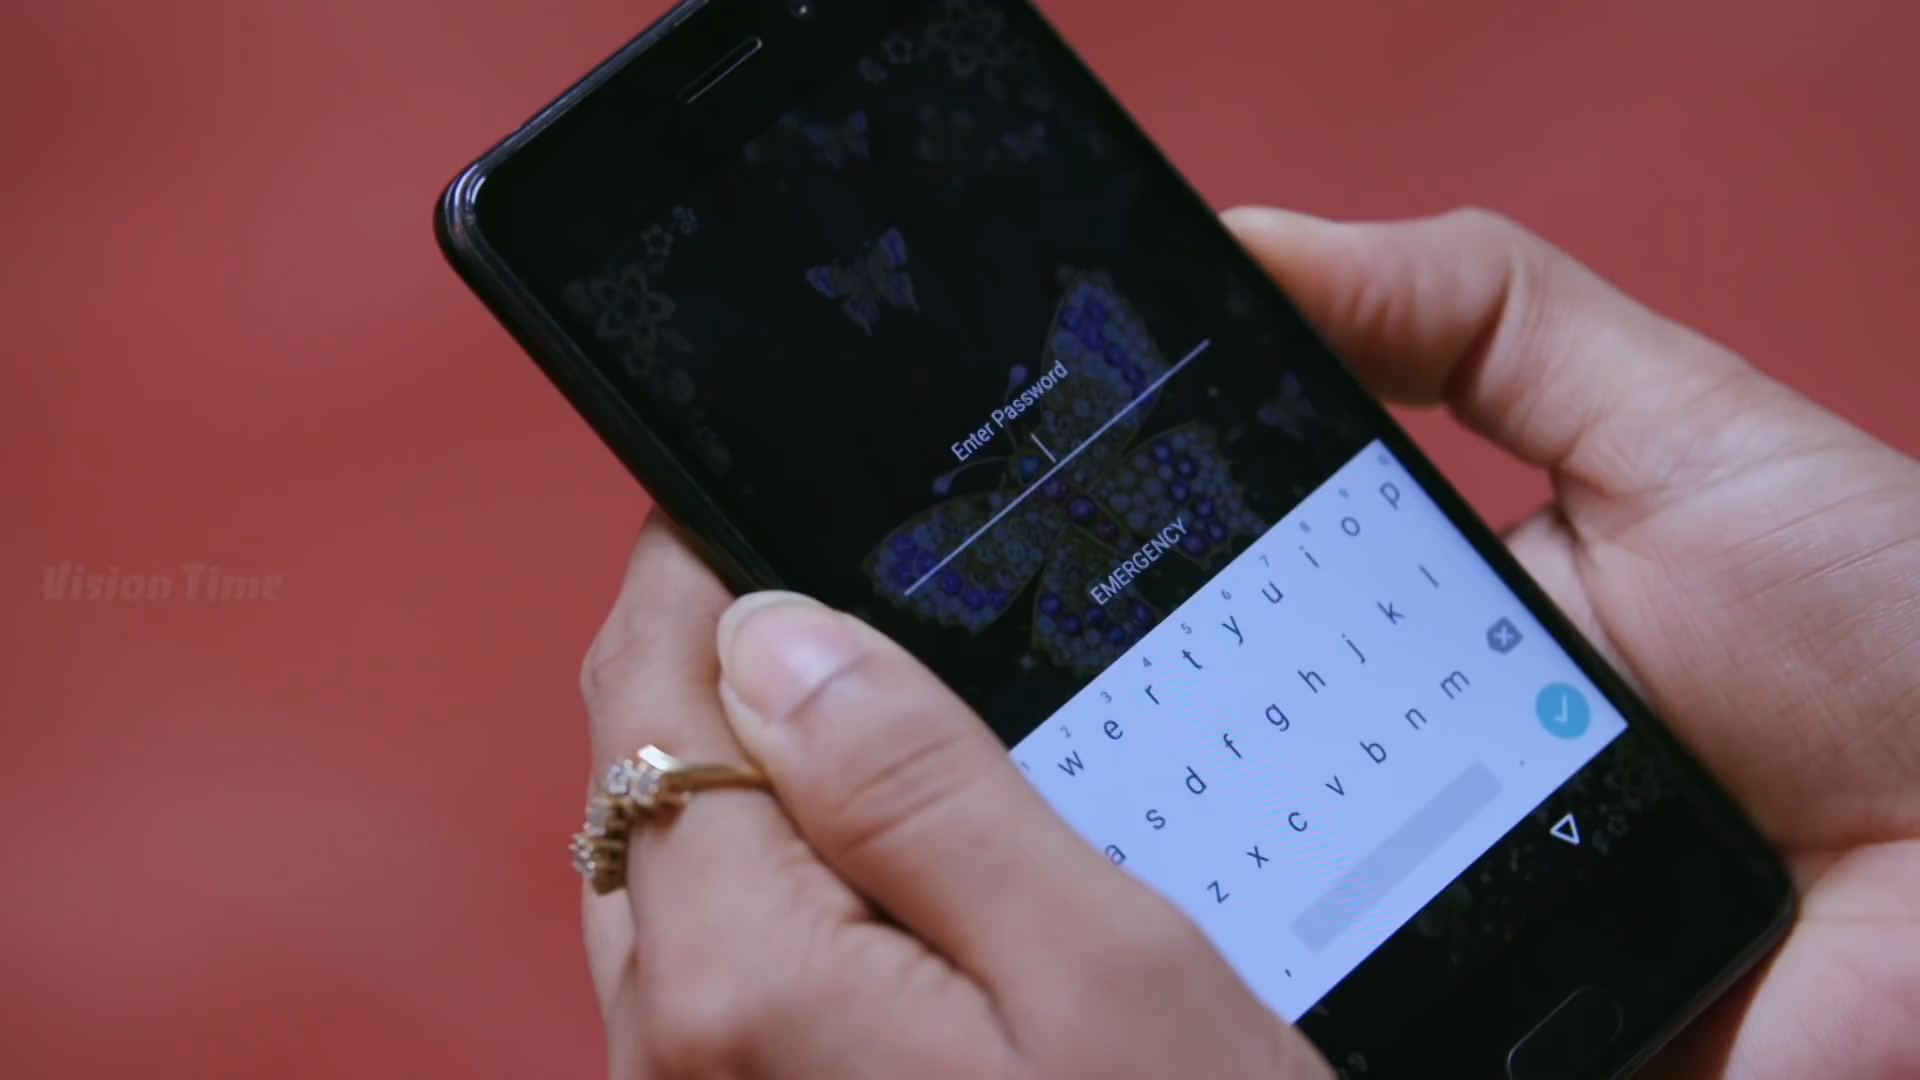 Enter Password
EMERGENCY
1 2 3 4 5 6 7 8 9 0
w e r t y u i o p
a s d f g h j k l
z x c v b n m
, .
Vision Time